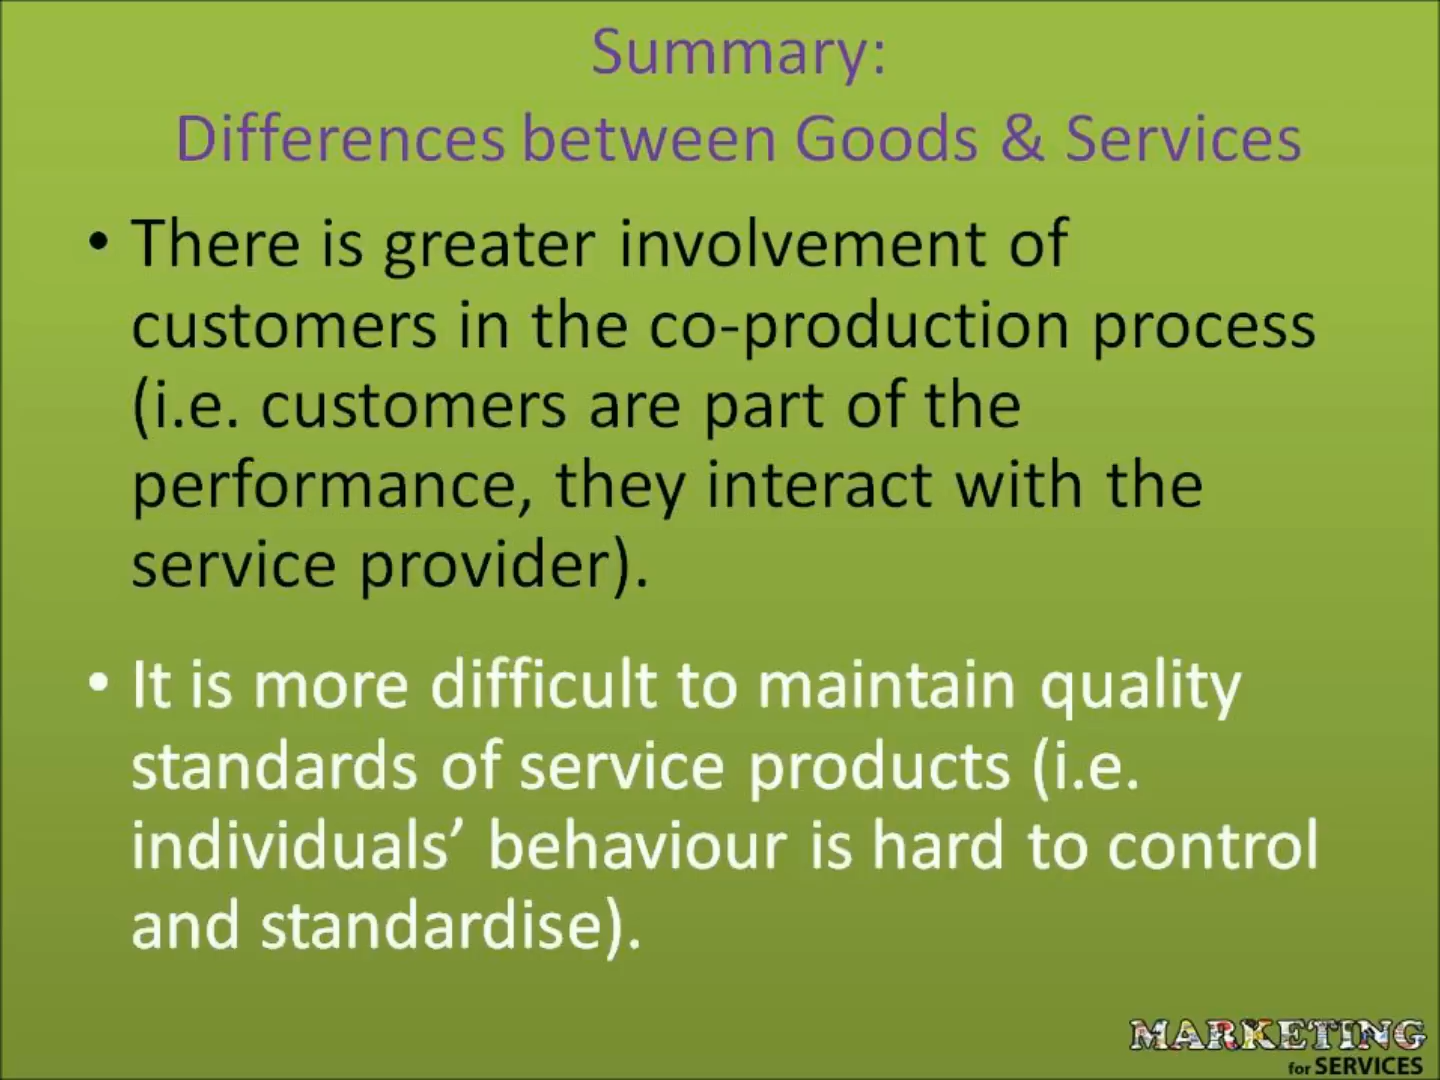 Summary:
Differences between Goods & Services
• There is greater involvement of
customers in the co-production process
(i.e. customers are part of the
performance, they interact with the
service provider).
• It is more difficult to maintain quality
standards of service products (i.e.
individuals’ behaviour is hard to control
and standardise).
MARKETING
for SERVICES